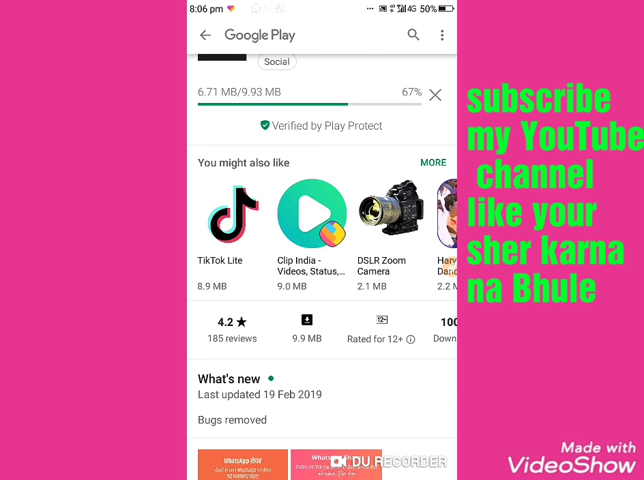 8:06 pm
4G 50%
Google Play
Social
6.71 MB/9.93 MB 67%
Verified by Play Protect
You might also like MORE
TikTok Lite
8.9 MB
Clip India -
Videos, Status,...
9.0 MB
DSLR Zoom
Camera
2.1 MB
Harv
Danc
2.2 M
4.2 ★
185 reviews
9.9 MB
12+
Rated for 12+
100
Down
What's new
Last updated 19 Feb 2019
Bugs removed
DU RECORDER
subscribe
my YouTube
channel
like your
sher karna
na Bhule
Made with
VideoShow